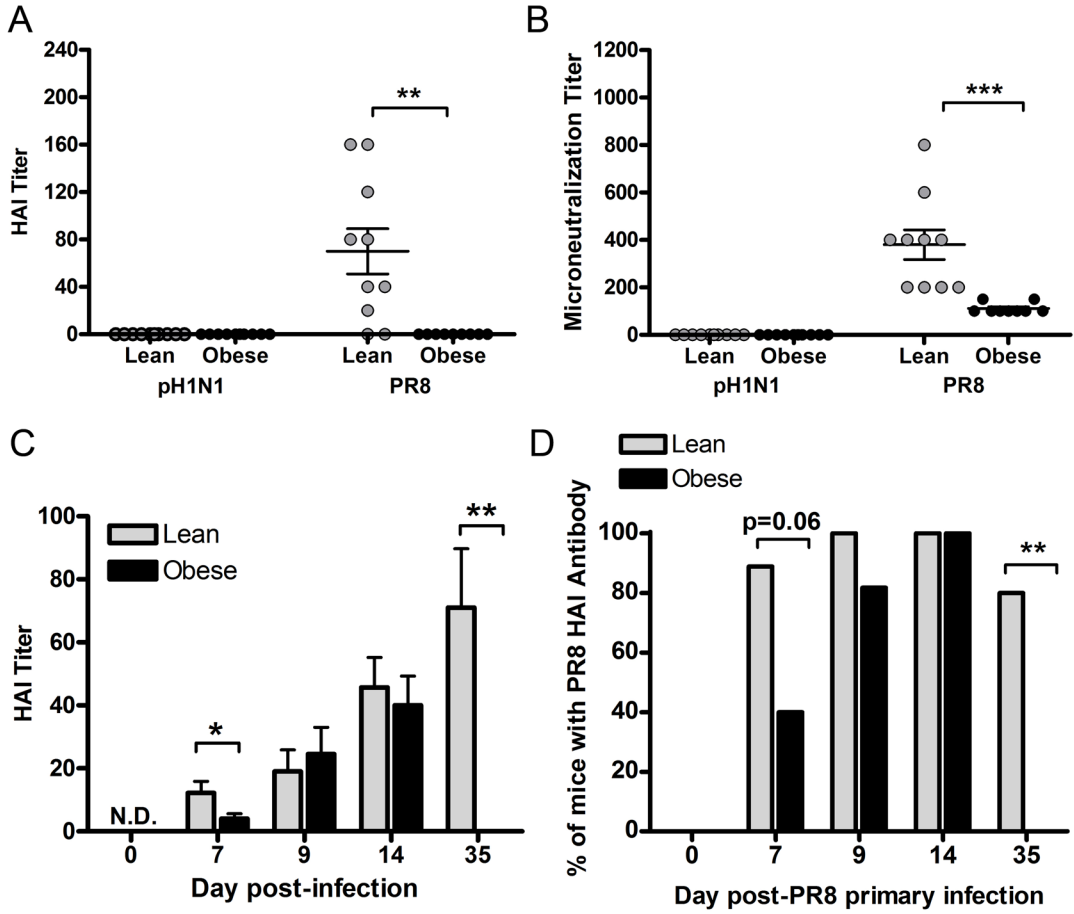 A
HAI Titer
240
200
160
120
80
40
0
**
Lean Obese Lean Obese
pH1N1 PR8
B
Microneutralization Titer
1200
1000
800
600
400
200
0
***
Lean Obese Lean Obese
pH1N1 PR8
C
HAI Titer
100
80
60
40
20
0
Lean
Obese
**
*
N.D.
0 7 9 14 35
Day post-infection
D
Lean
Obese
% of mice with PR8 HAI Antibody
100
80
60
40
20
0
p=0.06
**
0 7 9 14 35
Day post-PR8 primary infection